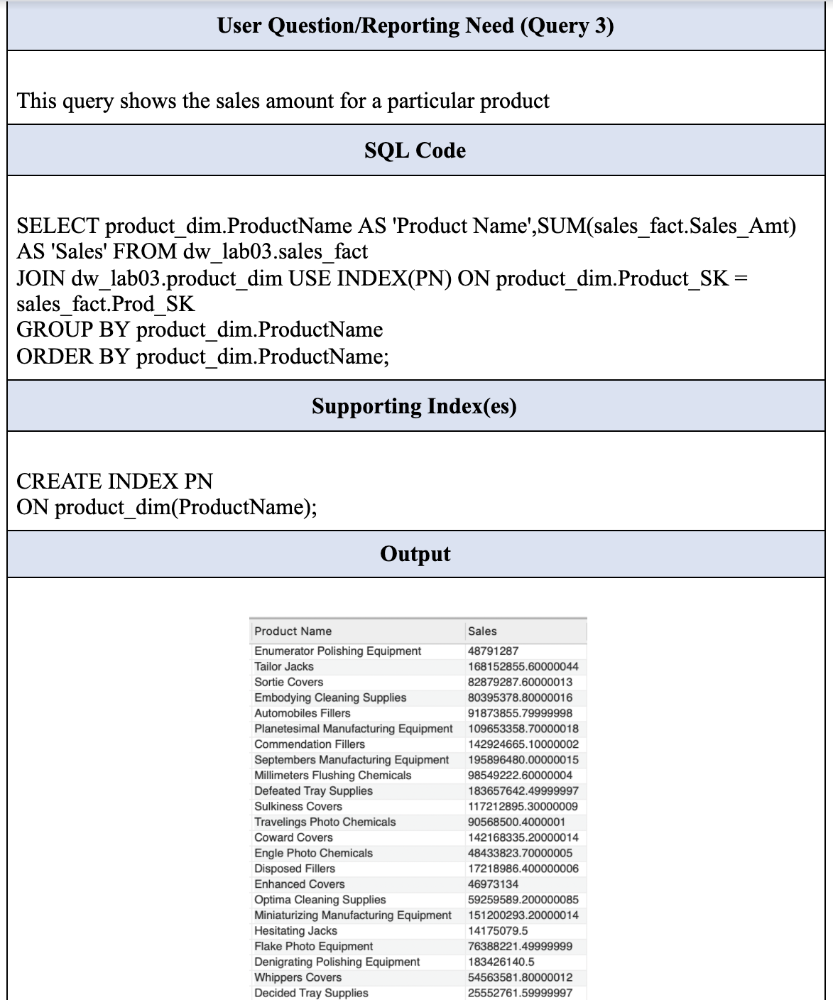 User Question/Reporting Need (Query 3)
This query shows the sales amount for a particular product
SQL Code
SELECT product_dim.ProductName AS 'Product Name',SUM(sales_fact.Sales_Amt)
AS 'Sales' FROM dw_lab03.sales_fact
JOIN dw_lab03.product_dim USE INDEX(PN) ON product_dim.Product_SK =
sales_fact.Prod_SK
GROUP BY product_dim.ProductName
ORDER BY product_dim.ProductName;
Supporting Index(es)
CREATE INDEX PN
ON product_dim(ProductName);
Output
Product Name Sales
Enumerator Polishing Equipment 48791287
Tailor Jacks 168152855.60000044
Sortie Covers 82879287.60000013
Embodying Cleaning Supplies 80395378.80000016
Automobiles Fillers 91873855.79999998
Planetesimal Manufacturing Equipment 109653358.70000018
Commendation Fillers 142924665.10000002
Septembers Manufacturing Equipment 195896480.00000015
Millimeters Flushing Chemicals 98549222.60000004
Defeated Tray Supplies 183657642.49999997
Sulkiness Covers 117212895.30000009
Travelings Photo Chemicals 90568500.4000001
Coward Covers 142168335.20000014
Engle Photo Chemicals 48433823.70000005
Disposed Fillers 17218986.400000006
Enhanced Covers 46973134
Optima Cleaning Supplies 59259589.200000085
Miniaturizing Manufacturing Equipment 151200293.20000014
Hesitating Jacks 14175079.5
Flake Photo Equipment 76388221.49999999
Denigrating Polishing Equipment 183426140.5
Whippers Covers 54563581.80000012
Decided Tray Supplies 25552761.59999997